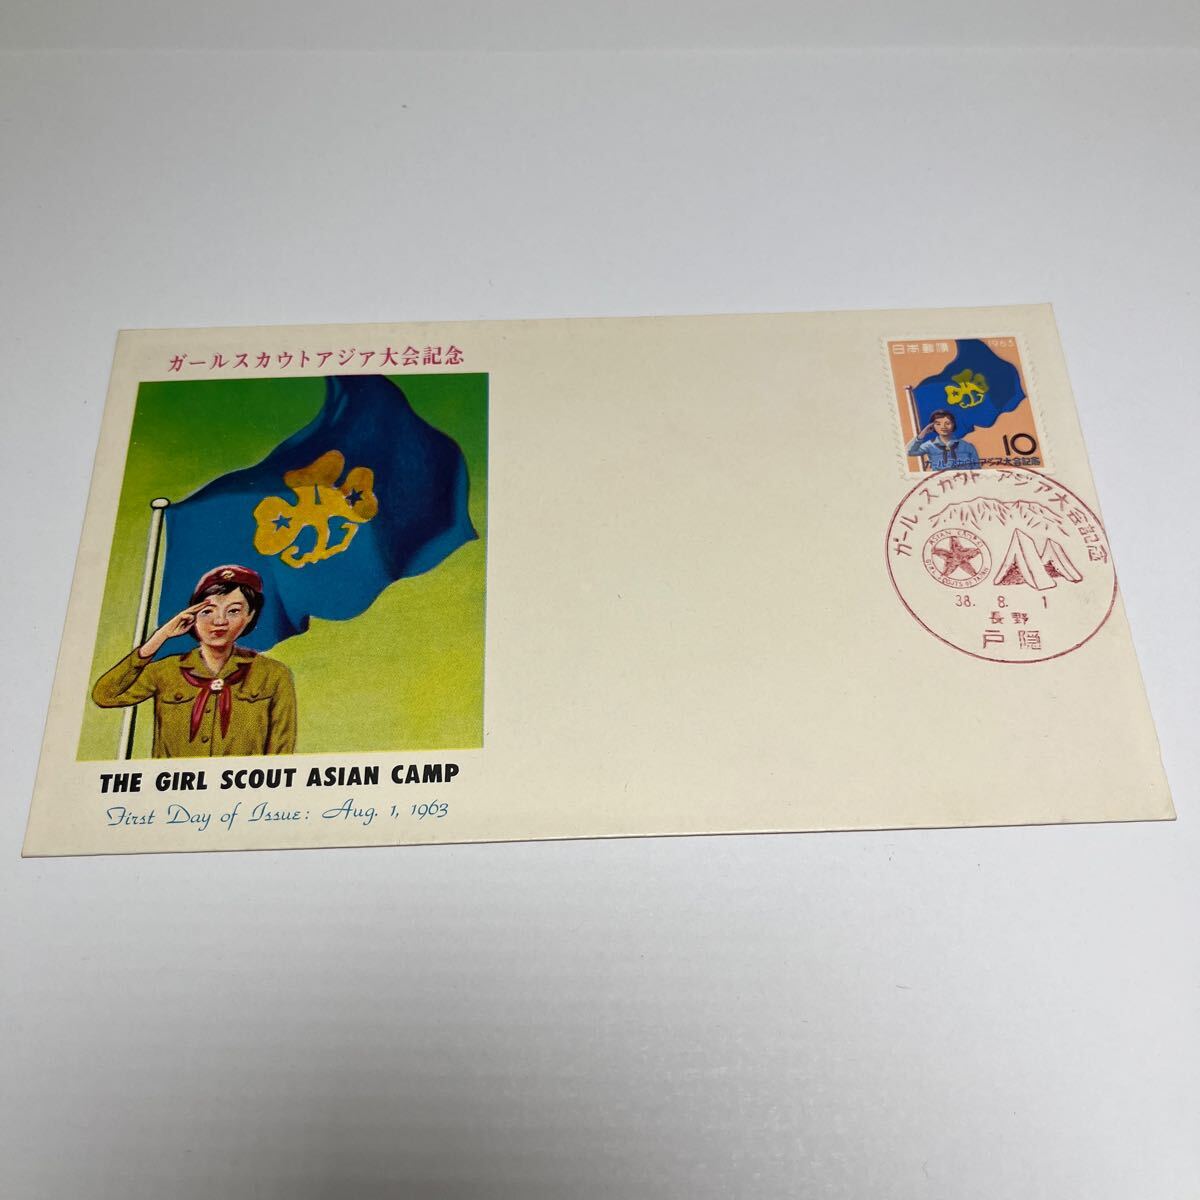 ガールスカウトアジア大会記念
THE GIRL SCOUT ASIAN CAMP
First Day of Issue: Aug. 1, 1963
日本郵便 1963
10
ガールスカウトアジア大会記念
ガール・スカウト アジア大会記念
38. 8. 1
長野
戸隠